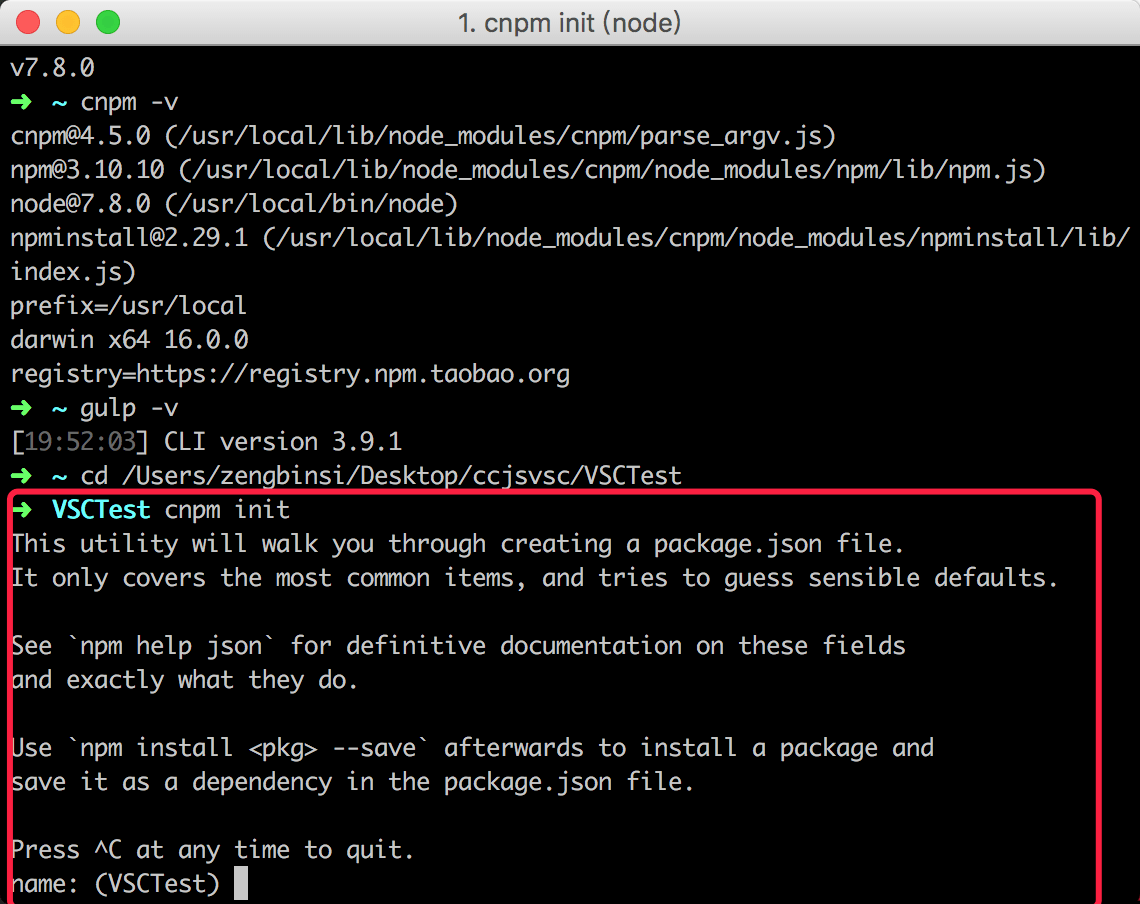 1. cnpm init (node)
v7.8.0
➜ ~ cnpm -v
cnpm@4.5.0 (/usr/local/lib/node_modules/cnpm/parse_argv.js)
npm@3.10.10 (/usr/local/lib/node_modules/cnpm/node_modules/npm/lib/npm.js)
node@7.8.0 (/usr/local/bin/node)
npminstall@2.29.1 (/usr/local/lib/node_modules/cnpm/node_modules/npminstall/lib/
index.js)
prefix=/usr/local
darwin x64 16.0.0
registry=https://registry.npm.taobao.org
➜ ~ gulp -v
[19:52:03] CLI version 3.9.1
➜ ~ cd /Users/zengbinsi/Desktop/ccjsvsc/VSCTest
➜ VSCTest cnpm init
This utility will walk you through creating a package.json file.
It only covers the most common items, and tries to guess sensible defaults.
See `npm help json` for definitive documentation on these fields
and exactly what they do.
Use `npm install <pkg> --save` afterwards to install a package and
save it as a dependency in the package.json file.
Press ^C at any time to quit.
name: (VSCTest)